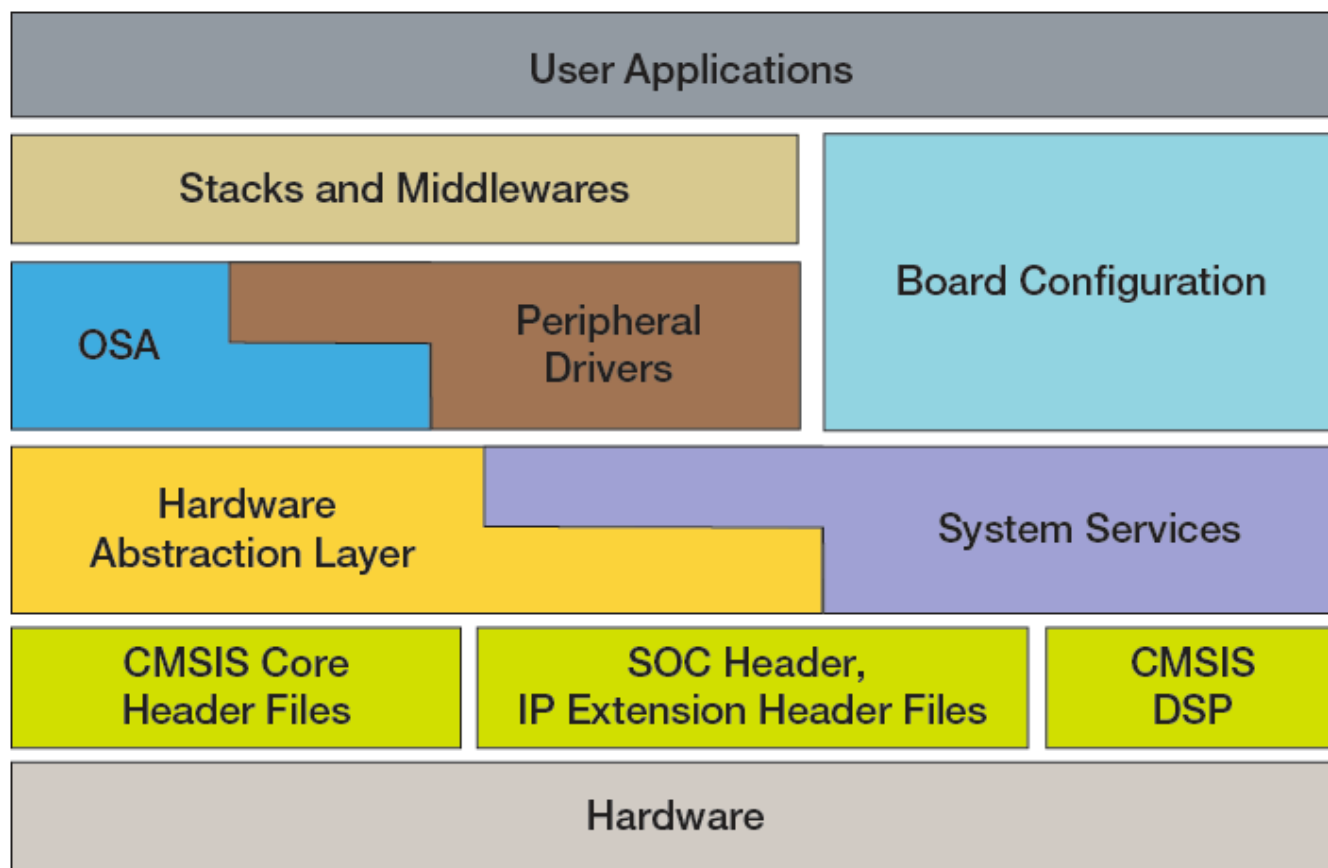 User Applications
Stacks and Middlewares
Board Configuration
OSA
Peripheral
Drivers
Hardware
Abstraction Layer
System Services
CMSIS Core
Header Files
SOC Header,
IP Extension Header Files
CMSIS
DSP
Hardware